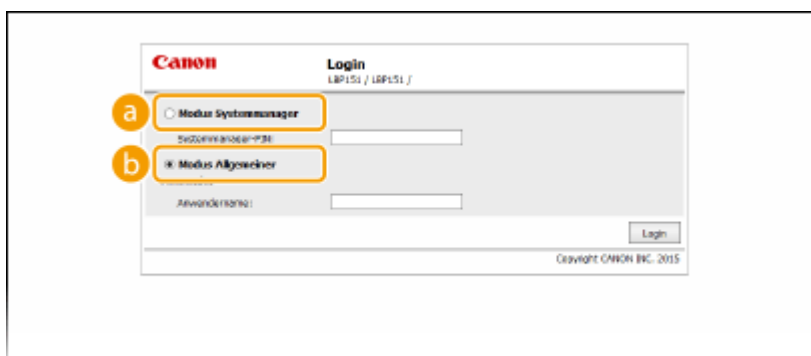 Canon
Login
LBP151 / LBP151 /
a
Modus Systemmanager
Systemmanager-PIN:
b
Modus Allgemeiner
Anwendername:
Login
Copyright CANON INC. 2015